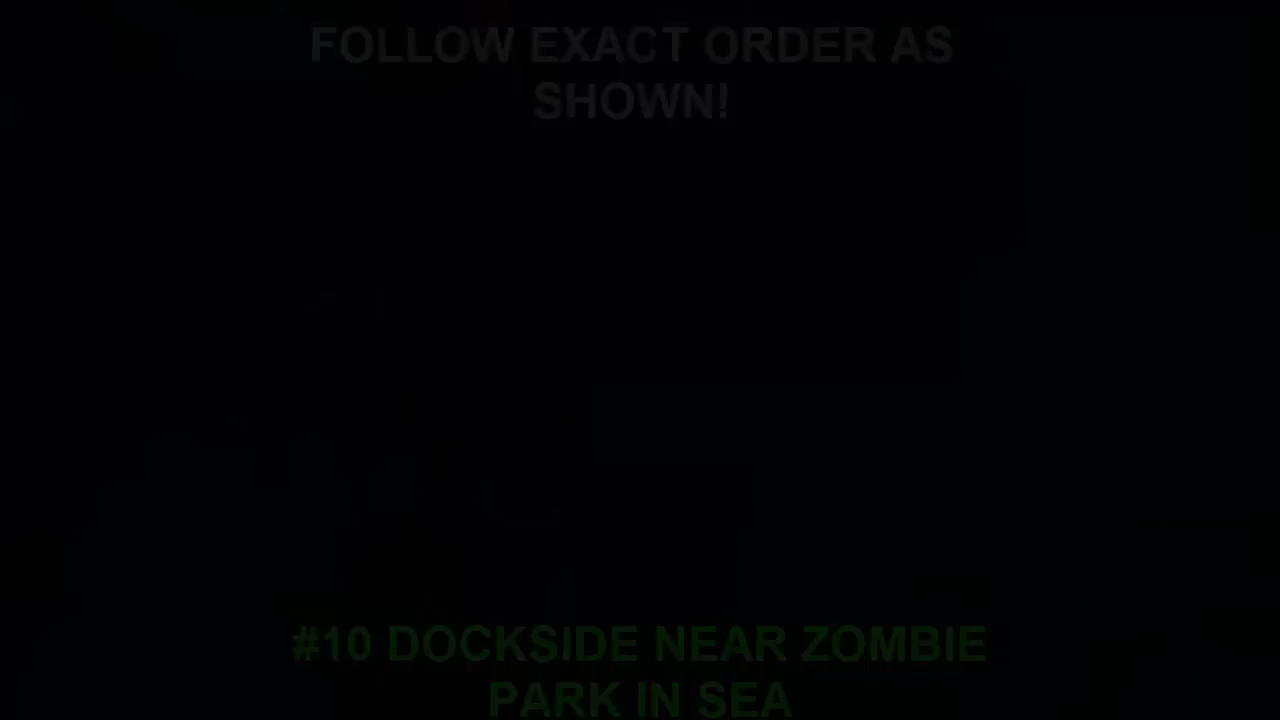 FOLLOW EXACT ORDER AS
SHOWN!
#10 DOCKSIDE NEAR ZOMBIE
PARK IN SEA